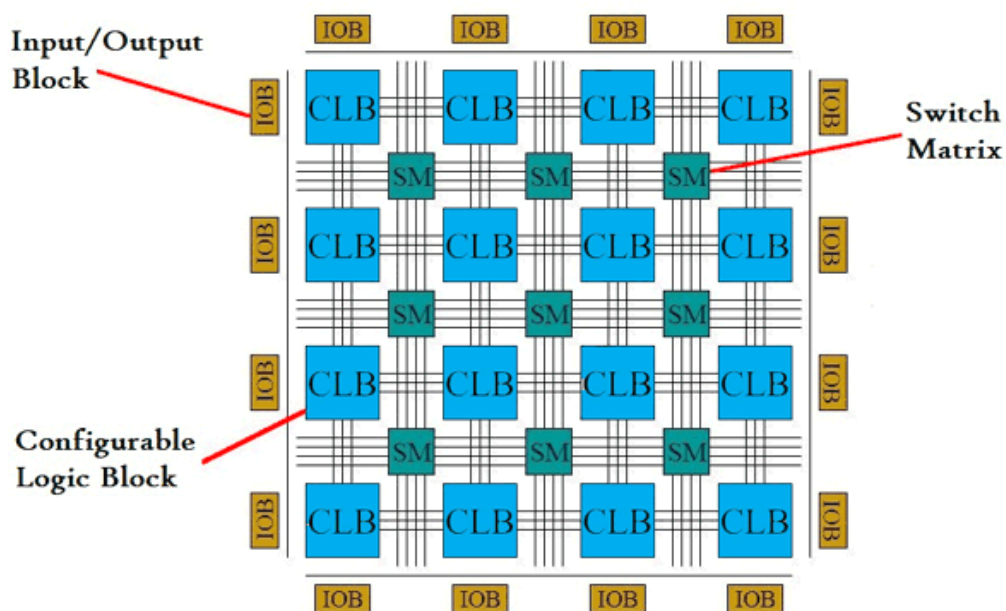 IOB IOB IOB IOB
Input/Output
Block
IOB CLB CLB CLB CLB IOB
Switch
Matrix
SM SM SM
IOB CLB CLB CLB CLB IOB
SM SM SM
IOB CLB CLB CLB CLB IOB
Configurable
Logic Block
SM SM SM
IOB CLB CLB CLB CLB IOB
IOB IOB IOB IOB